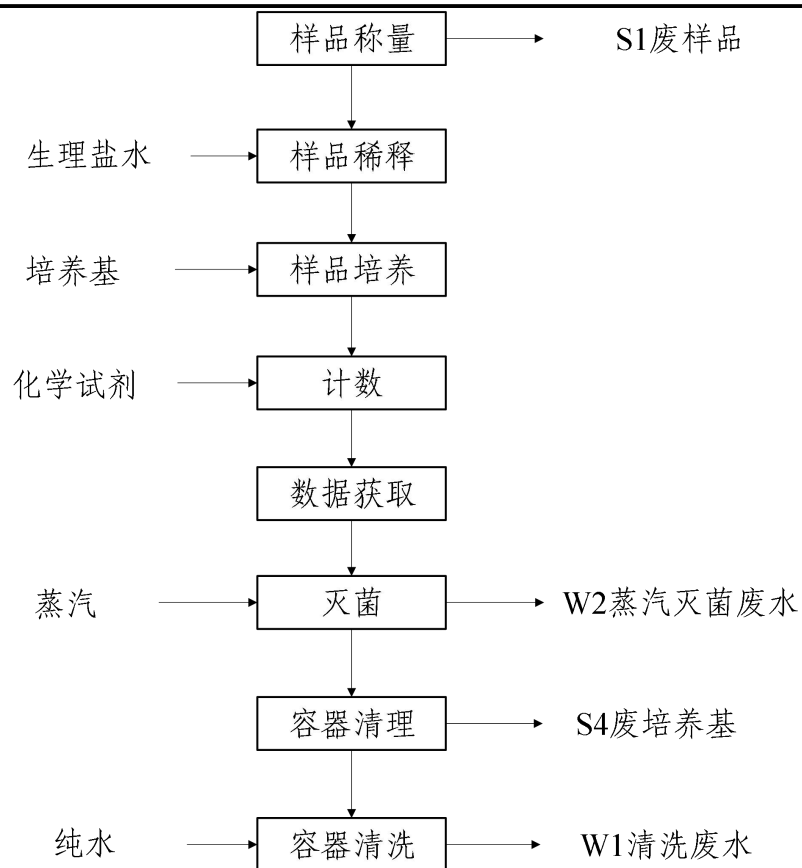 样品称量 S1废样品
生理盐水 样品稀释
培养基 样品培养
化学试剂 计数
数据获取
蒸汽 灭菌 W2蒸汽灭菌废水
容器清理 S4废培养基
纯水 容器清洗 W1清洗废水